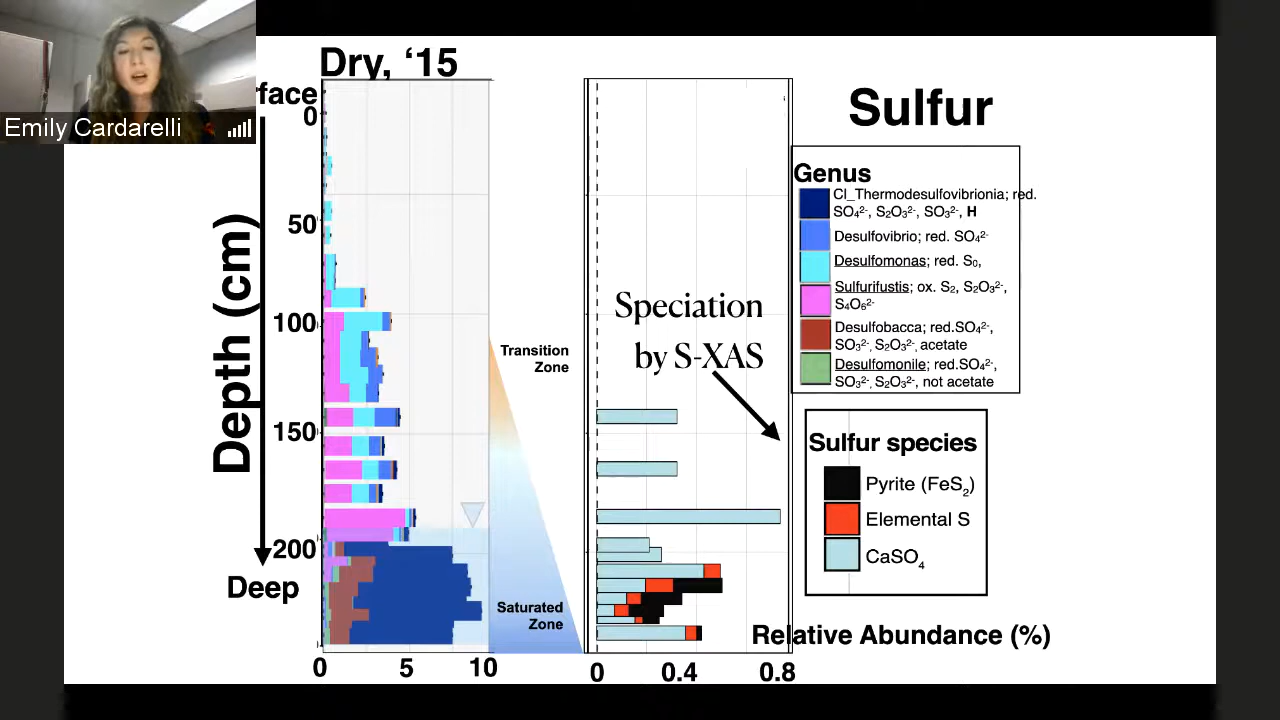 Emily Cardarelli
Dry, ‘15
rface
0
50
100
150
200
Depth (cm)
Deep
0
5
10
Transition
Zone
Saturated
Zone
Speciation
by S-XAS
0
0.4
0.8
Relative Abundance (%)
Sulfur
Genus
Cl_Thermodesulfovibrionia; red.
SO₄²⁻, S₂O₃²⁻, SO₃²⁻, H
Desulfovibrio; red. SO₄²⁻
Desulfomonas; red. S₀,
Sulfurifustis; ox. S₂, S₂O₃²⁻,
S₄O₆²⁻
Desulfobacca; red.SO₄²⁻,
SO₃²⁻, S₂O₃²⁻, acetate
Desulfomonile; red.SO₄²⁻,
SO₃²⁻, S₂O₃²⁻, not acetate
Sulfur species
Pyrite (FeS₂)
Elemental S
CaSO₄